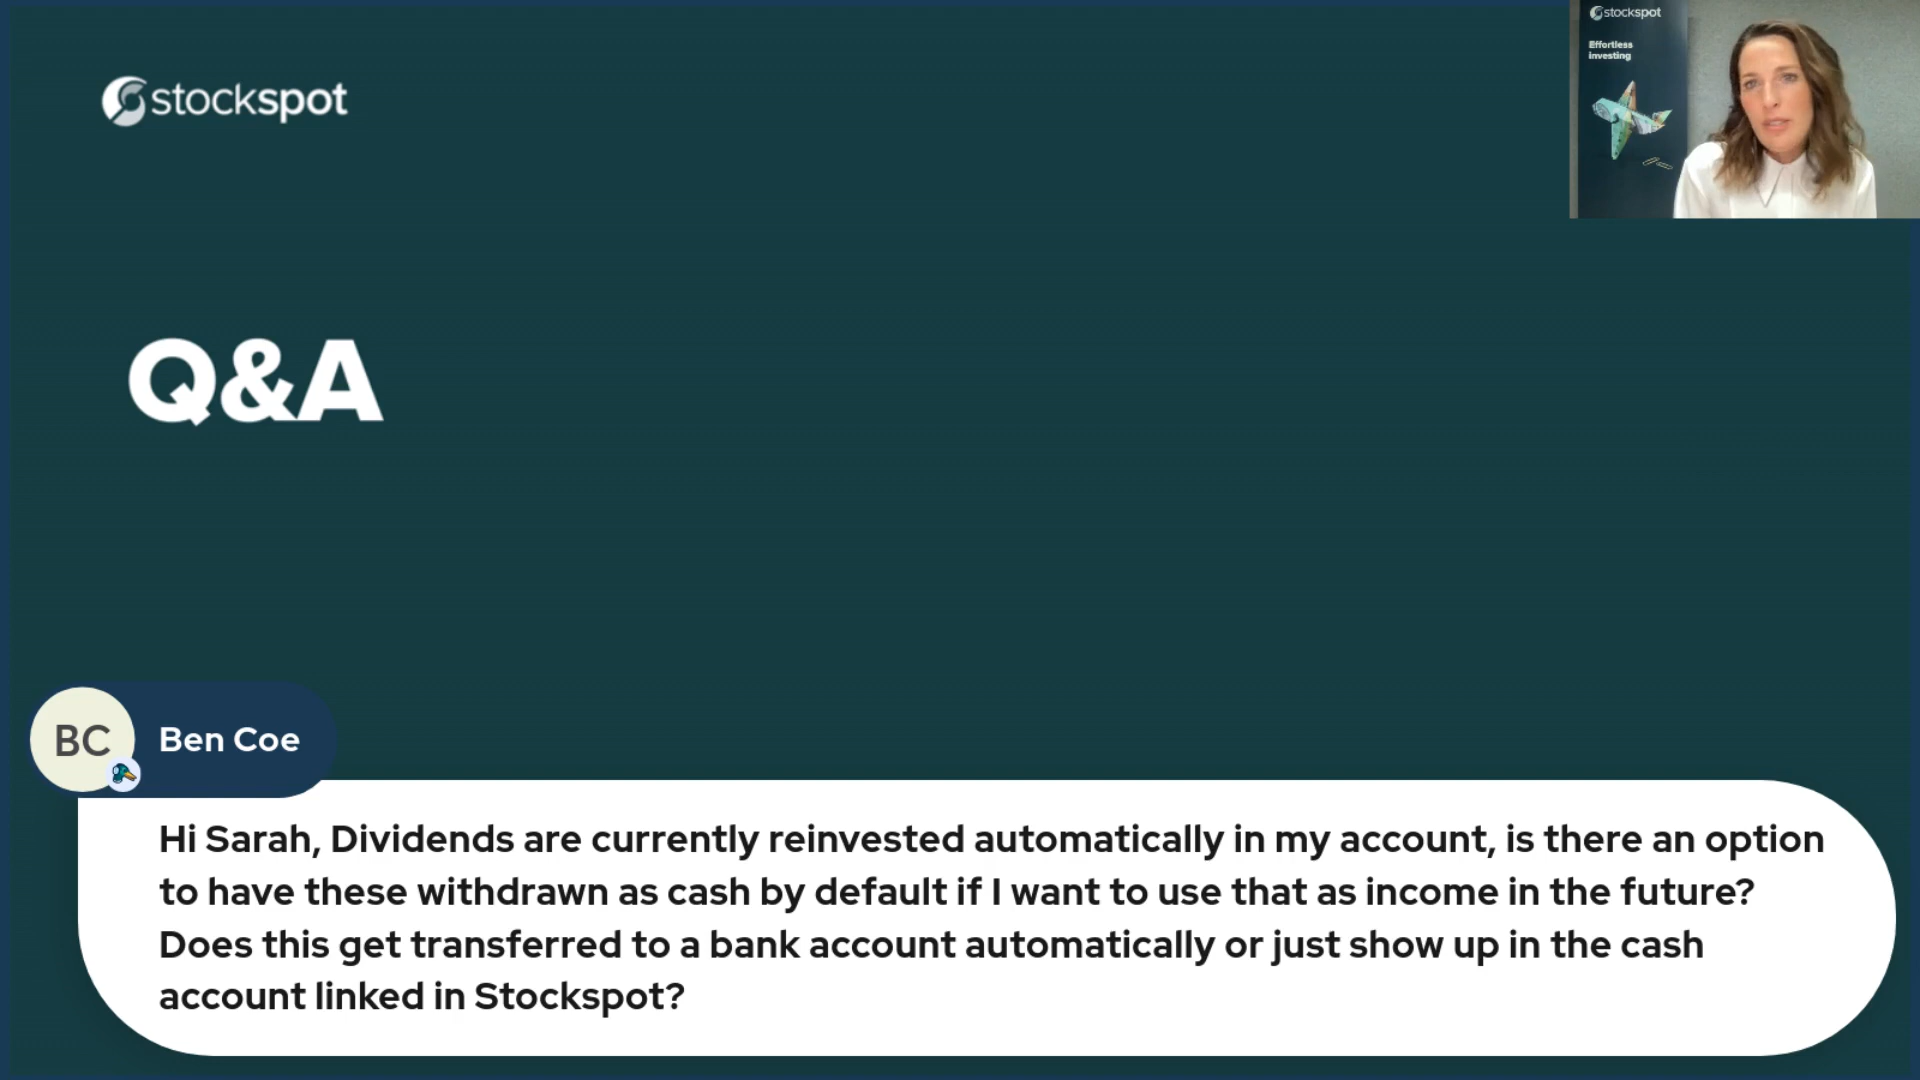 stockspot
stockspot
Effortless
investing
Q&A
BC
Ben Coe
Hi Sarah, Dividends are currently reinvested automatically in my account, is there an option
to have these withdrawn as cash by default if I want to use that as income in the future?
Does this get transferred to a bank account automatically or just show up in the cash
account linked in Stockspot?